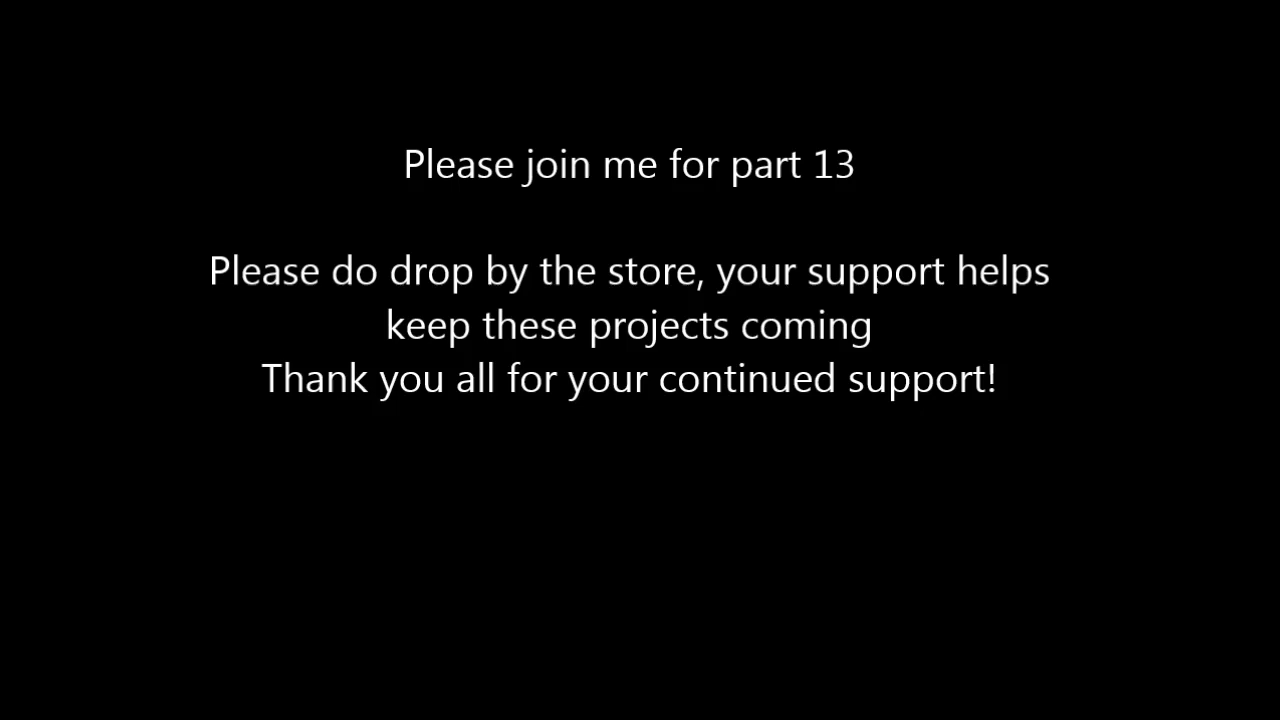 Please join me for part 13
Please do drop by the store, your support helps
keep these projects coming
Thank you all for your continued support!